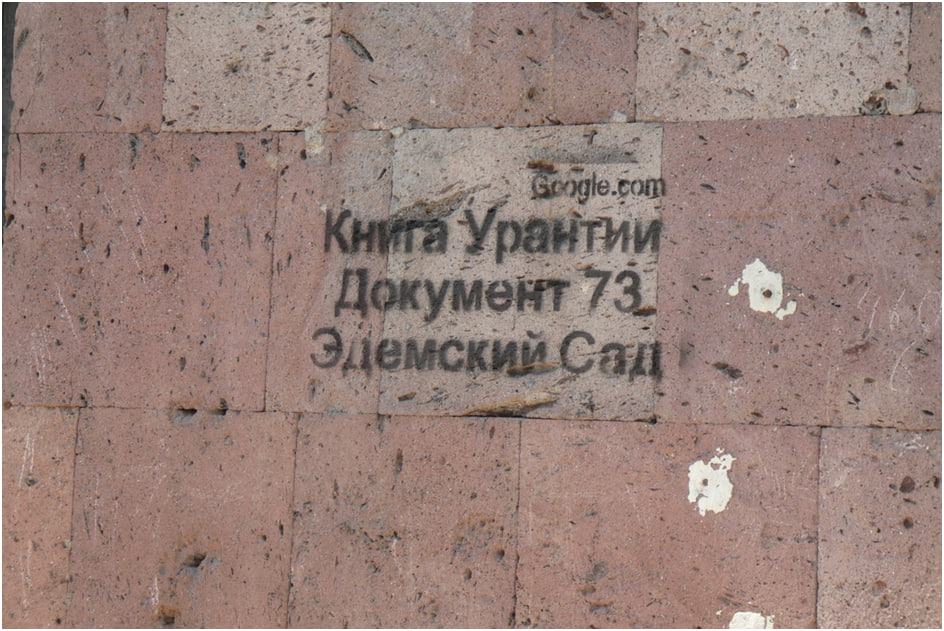 Google.com
Книга Урантии
Документ 73
Эдемский Сад